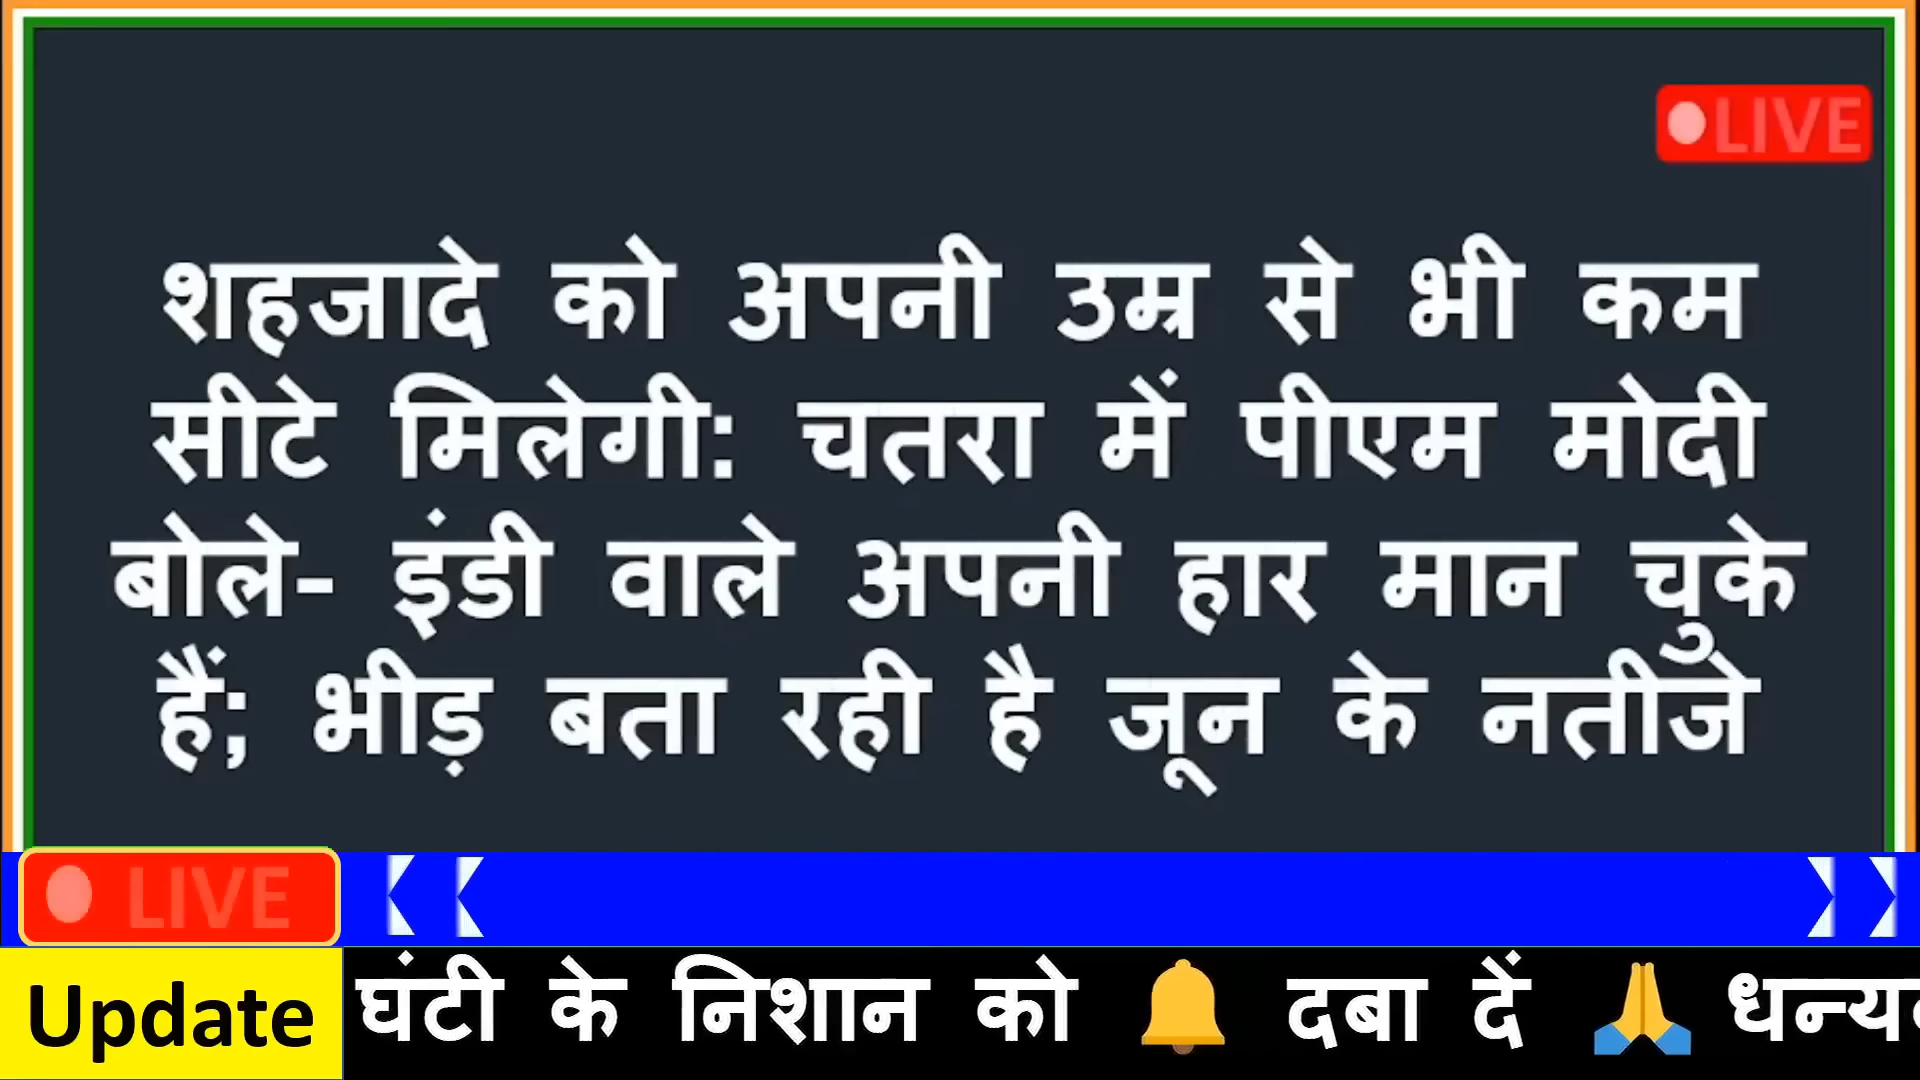 LIVE
शहजादे को अपनी उम्र से भी कम
सीटे मिलेगी: चतरा में पीएम मोदी
बोले- इंडी वाले अपनी हार मान चुके
हैं; भीड़ बता रही है जून के नतीजे
LIVE
Update घंटी के निशान को 🔔 दबा दें 🙏